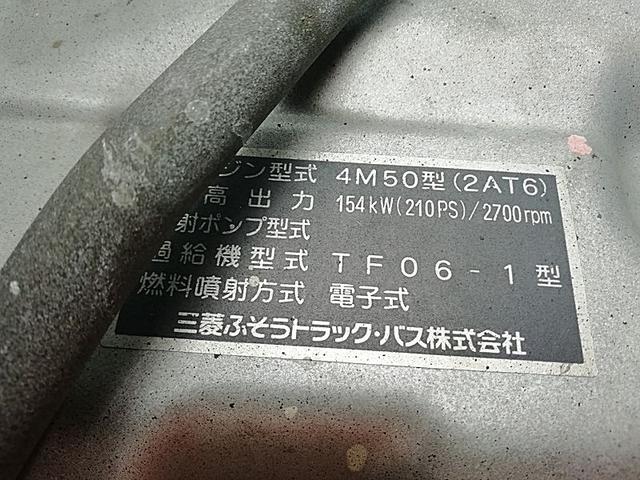 ジン型式 4M50型(2AT6)
高出力 154kW(210PS)/2700rpm
射ポンプ型式
過給機型式 TF06-1型
燃料噴射方式 電子式
三菱ふそうトラック・バス株式会社